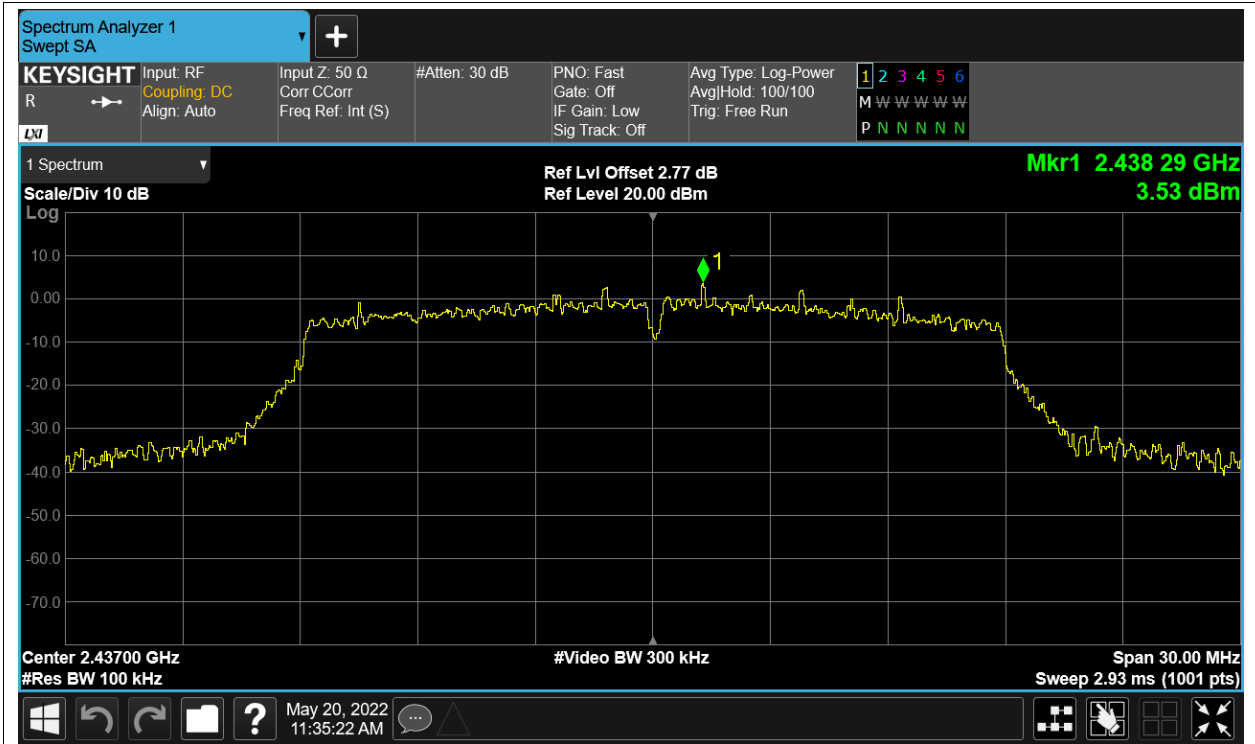 Spectrum Analyzer 1
Swept SA
KEYSIGHT
R
LXI
Input: RF
Coupling: DC
Align: Auto
Input Z: 50 Ω
Corr CCorr
Freq Ref: Int (S)
#Atten: 30 dB
PNO: Fast
Gate: Off
IF Gain: Low
Sig Track: Off
Avg Type: Log-Power
Avg|Hold: 100/100
Trig: Free Run
1 2 3 4 5 6
M W W W W W
P N N N N N
1 Spectrum
Scale/Div 10 dB
Log
Ref Lvl Offset 2.77 dB
Ref Level 20.00 dBm
Mkr1 2.438 29 GHz
3.53 dBm
1
10.0
0.00
-10.0
-20.0
-30.0
-40.0
-50.0
-60.0
-70.0
Center 2.43700 GHz
#Res BW 100 kHz
#Video BW 300 kHz
Span 30.00 MHz
Sweep 2.93 ms (1001 pts)
?
May 20, 2022
11:35:22 AM